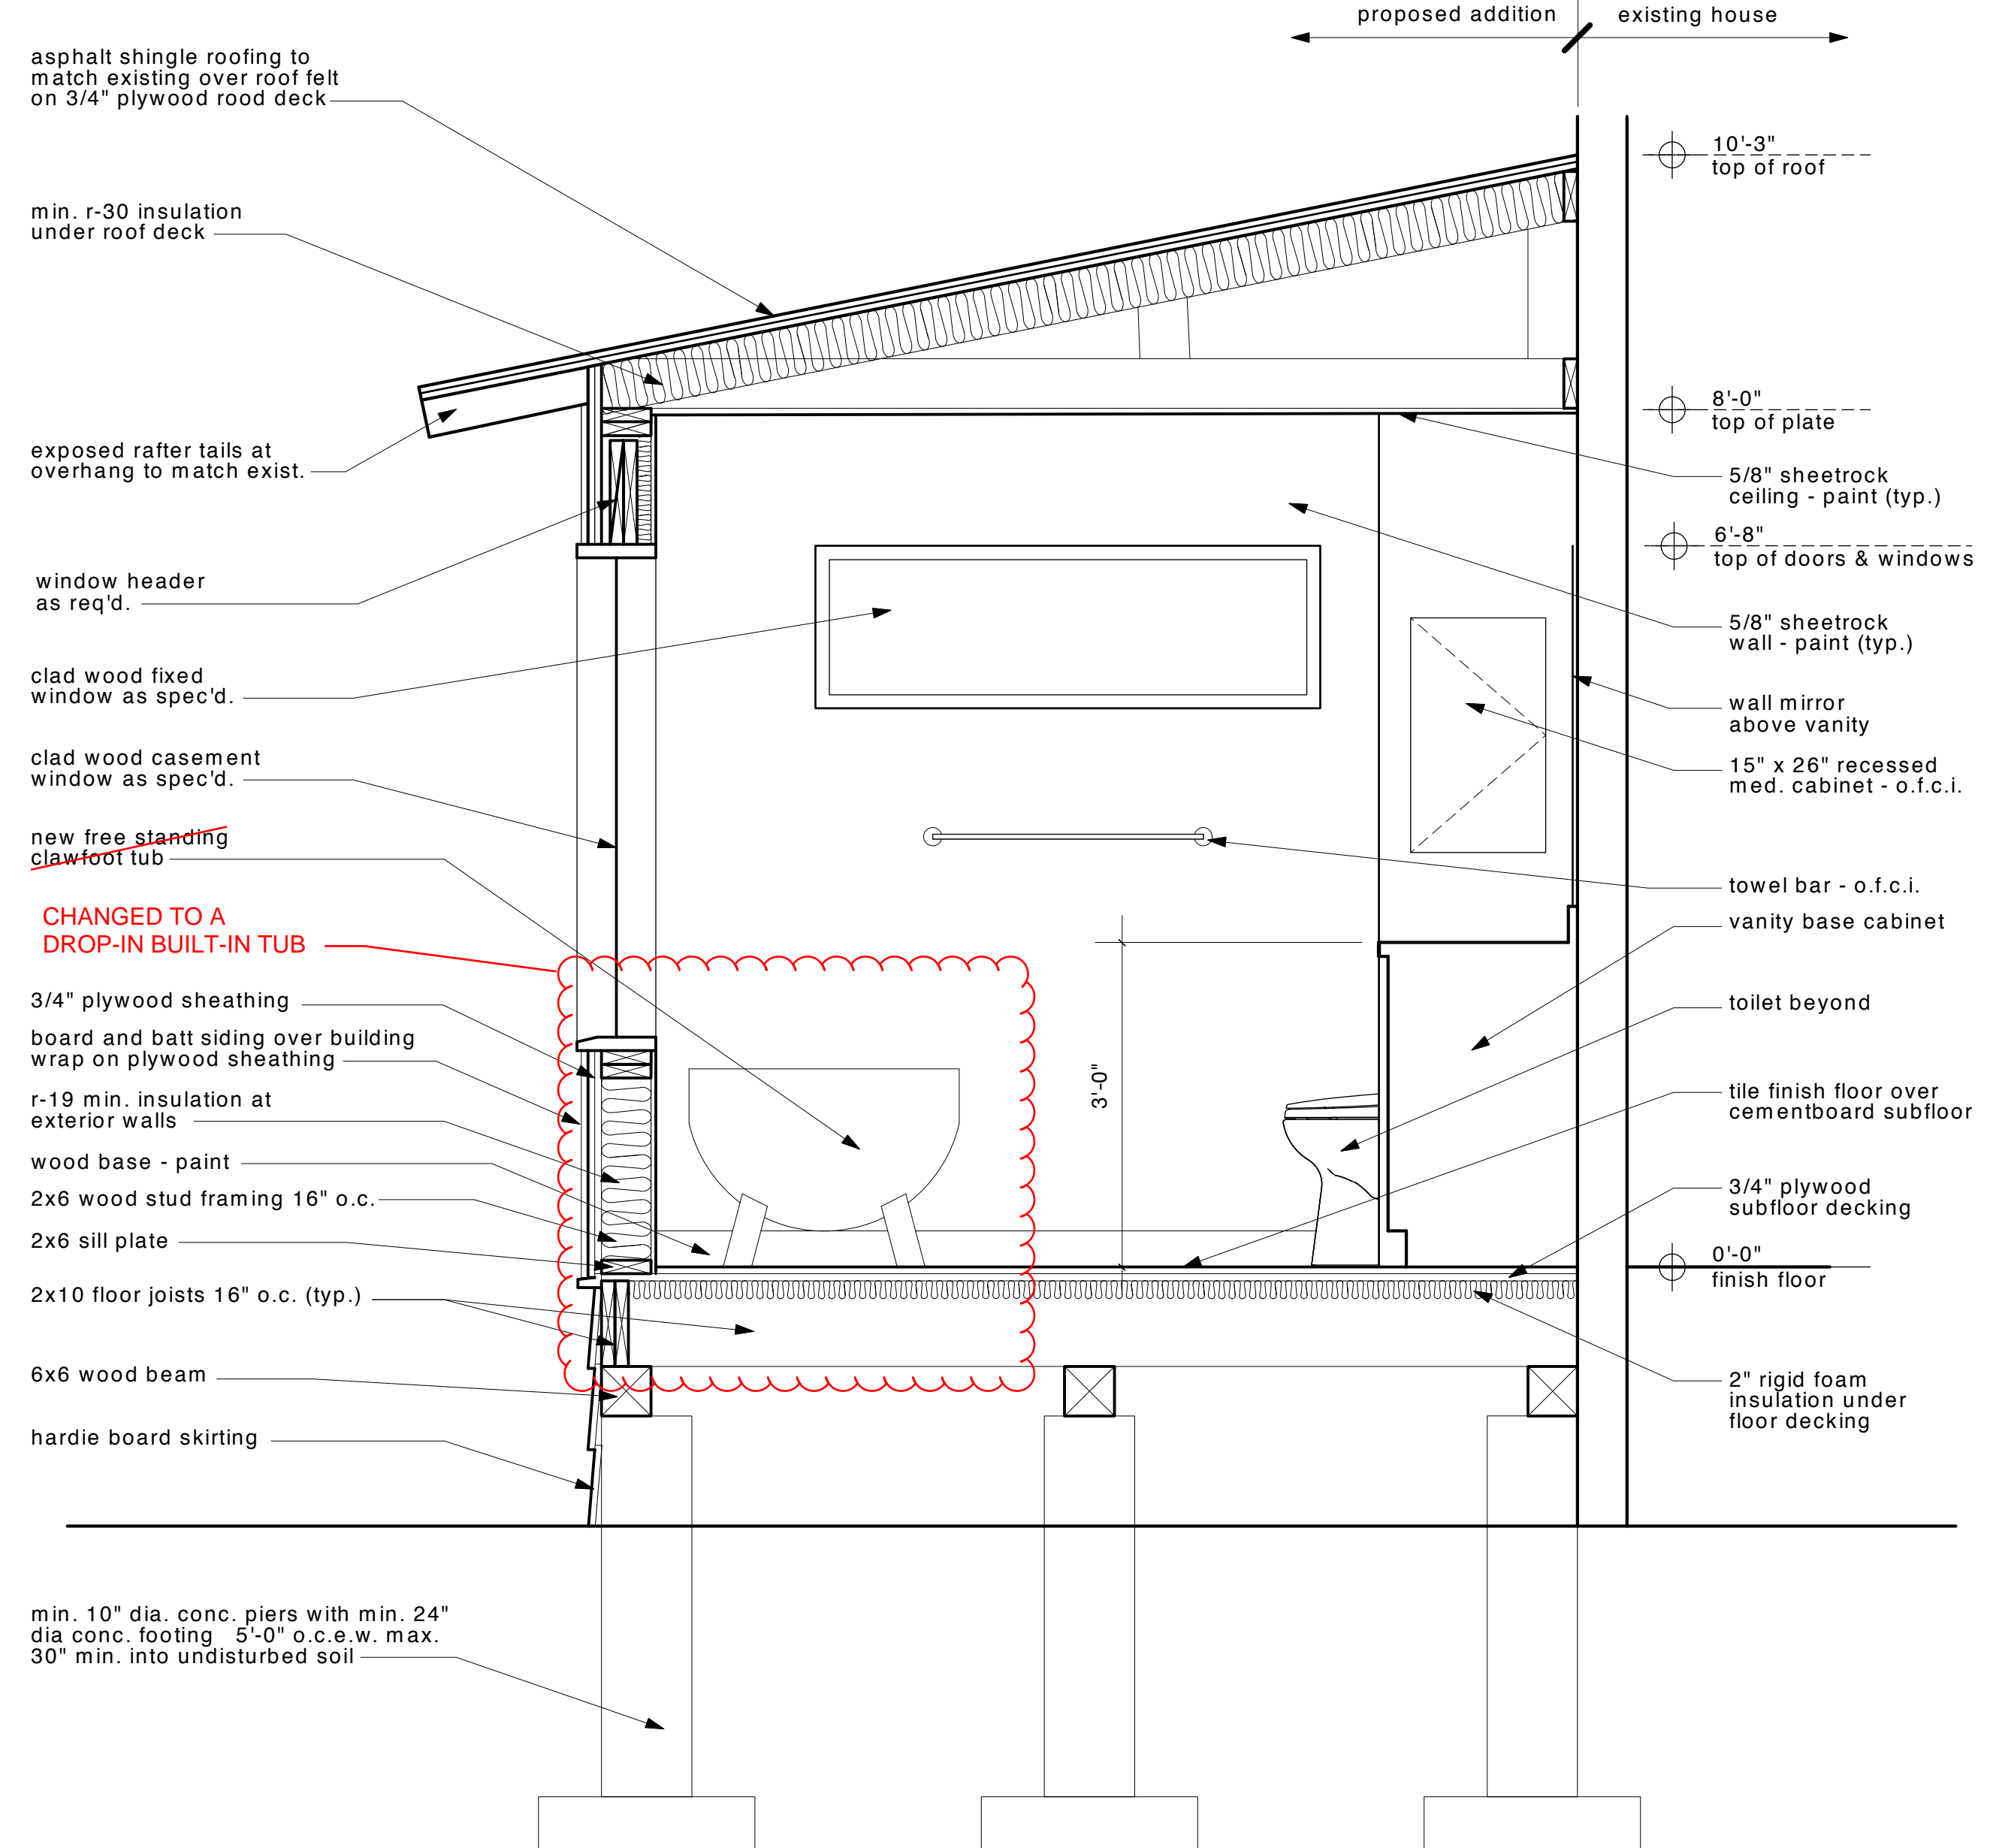 proposed addition
existing house
asphalt shingle roofing to
match existing over roof felt
on 3/4" plywood rood deck
min. r-30 insulation
under roof deck
exposed rafter tails at
overhang to match exist.
window header
as req'd.
clad wood fixed
window as spec'd.
clad wood casement
window as spec'd.
new free standing
clawfoot tub
CHANGED TO A
DROP-IN BUILT-IN TUB
3/4" plywood sheathing
board and batt siding over building
wrap on plywood sheathing
r-19 min. insulation at
exterior walls
wood base - paint
2x6 wood stud framing 16" o.c.
2x6 sill plate
2x10 floor joists 16" o.c. (typ.)
6x6 wood beam
hardie board skirting
min. 10" dia. conc. piers with min. 24"
dia conc. footing 5'-0" o.c.e.w. max.
30" min. into undisturbed soil
3'-0"
10'-3"
top of roof
8'-0"
top of plate
5/8" sheetrock
ceiling - paint (typ.)
6'-8"
top of doors & windows
5/8" sheetrock
wall - paint (typ.)
wall mirror
above vanity
15" x 26" recessed
med. cabinet - o.f.c.i.
towel bar - o.f.c.i.
vanity base cabinet
toilet beyond
tile finish floor over
cementboard subfloor
3/4" plywood
subfloor decking
0'-0"
finish floor
2" rigid foam
insulation under
floor decking